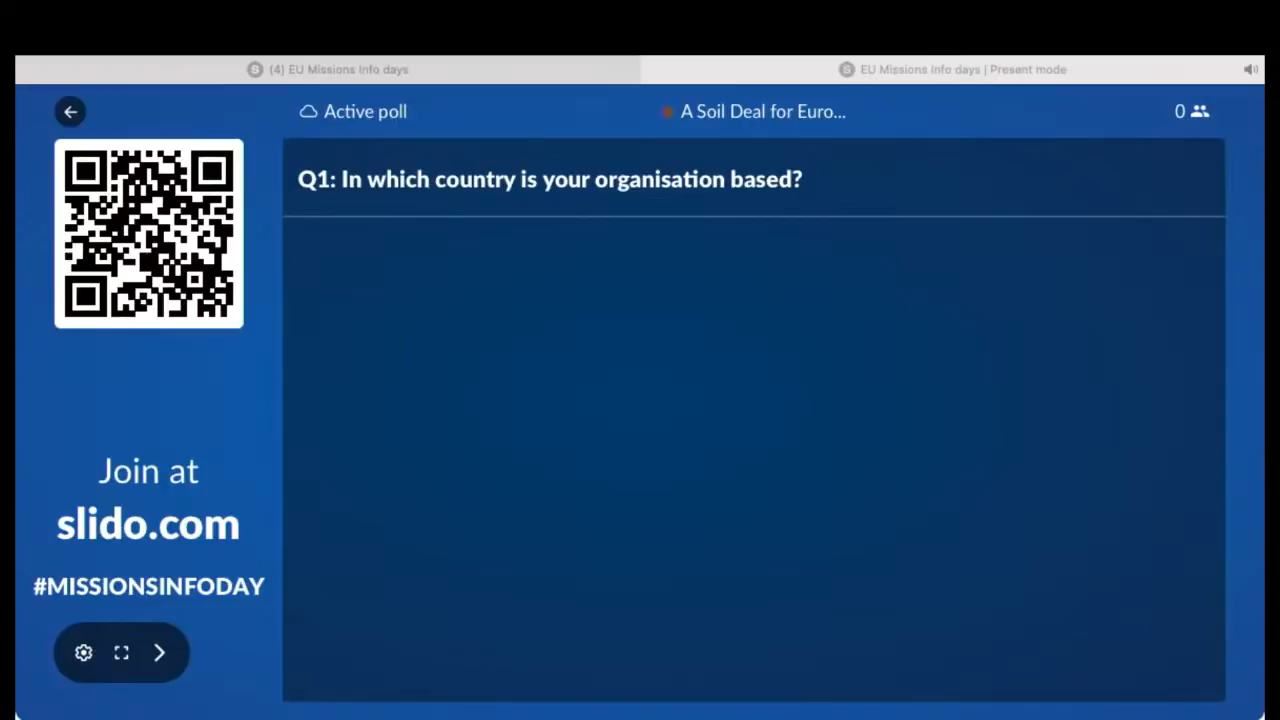 (4) EU Missions Info days
EU Missions Info days | Present mode
Active poll
A Soil Deal for Euro...
0
Q1: In which country is your organisation based?
Join at
slido.com
#MISSIONSINFODAY